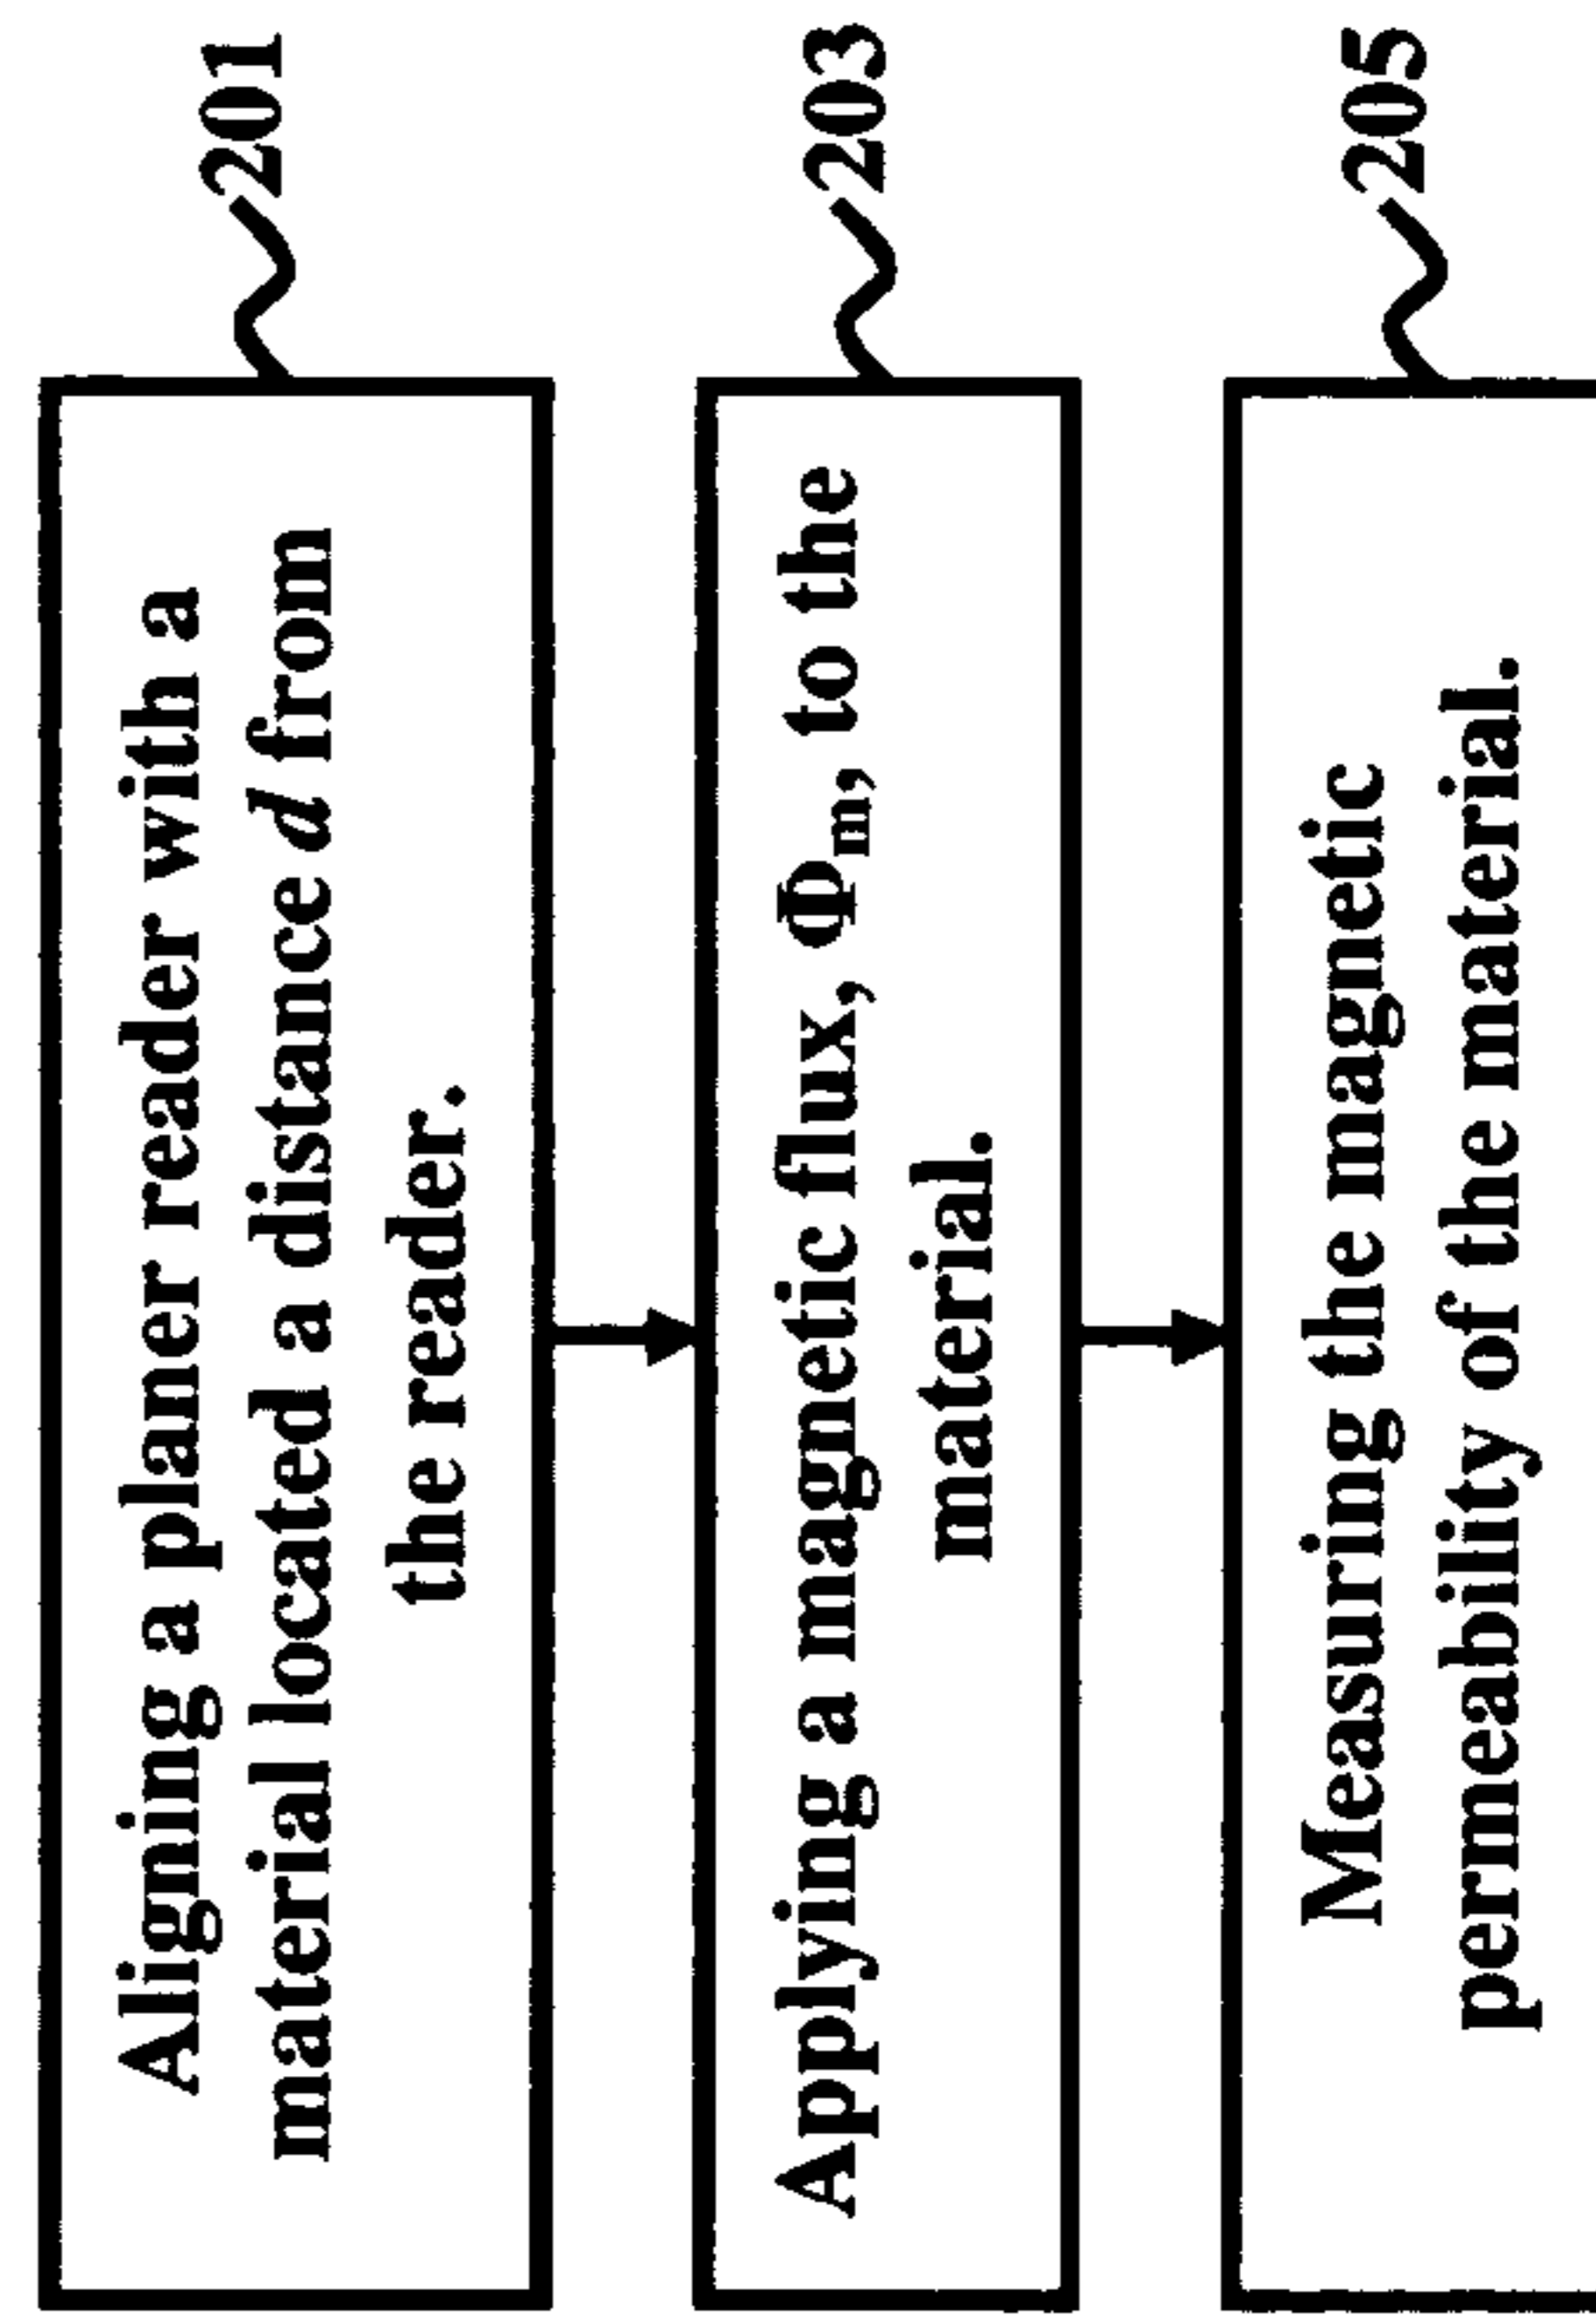 Aligning a planer reader with a
material located a distance d from
the reader.
201
Applying a magnetic flux, Φm, to the
material.
203
Measuring the magnetic
permeability of the material.
205